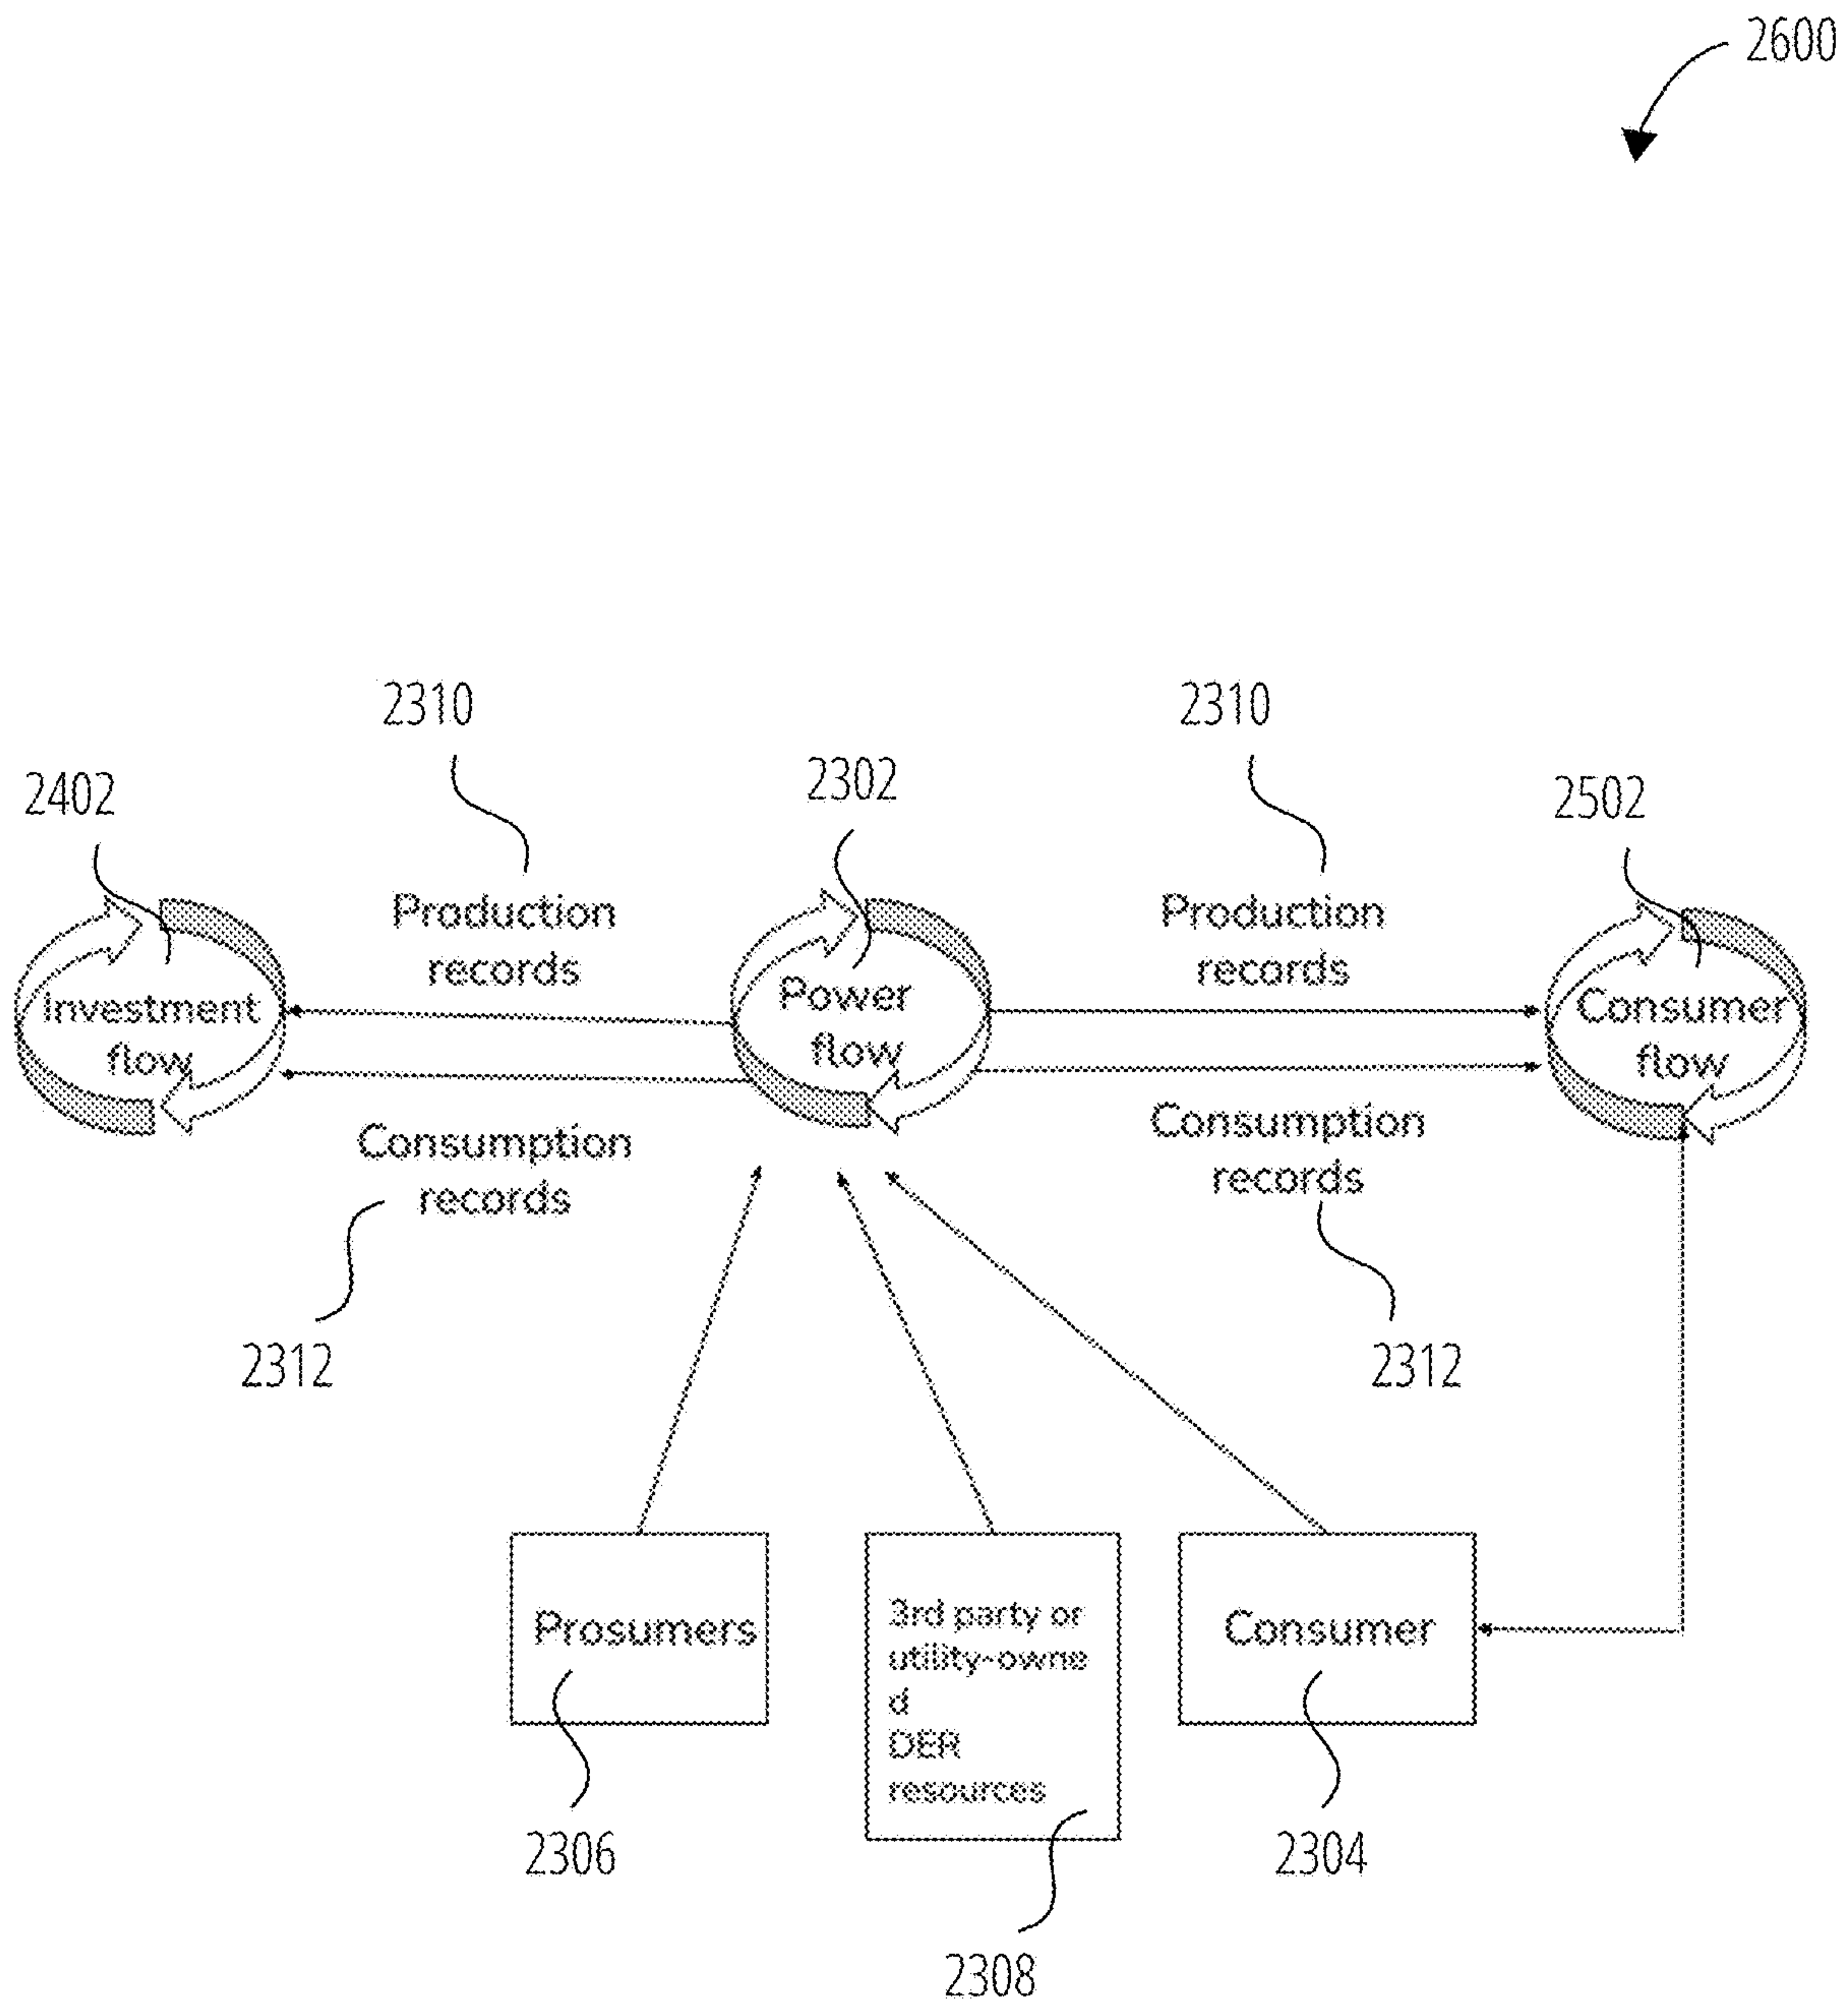 2600
2310
2310
2302
2402
2502
Production
records
Production
records
Power
flow
Investment
flow
Consumer
flow
Consumption
records
Consumption
records
2312
2312
Prosumers
3rd party or
utility-owne
d
DER
resources
Consumer
2306
2304
2308